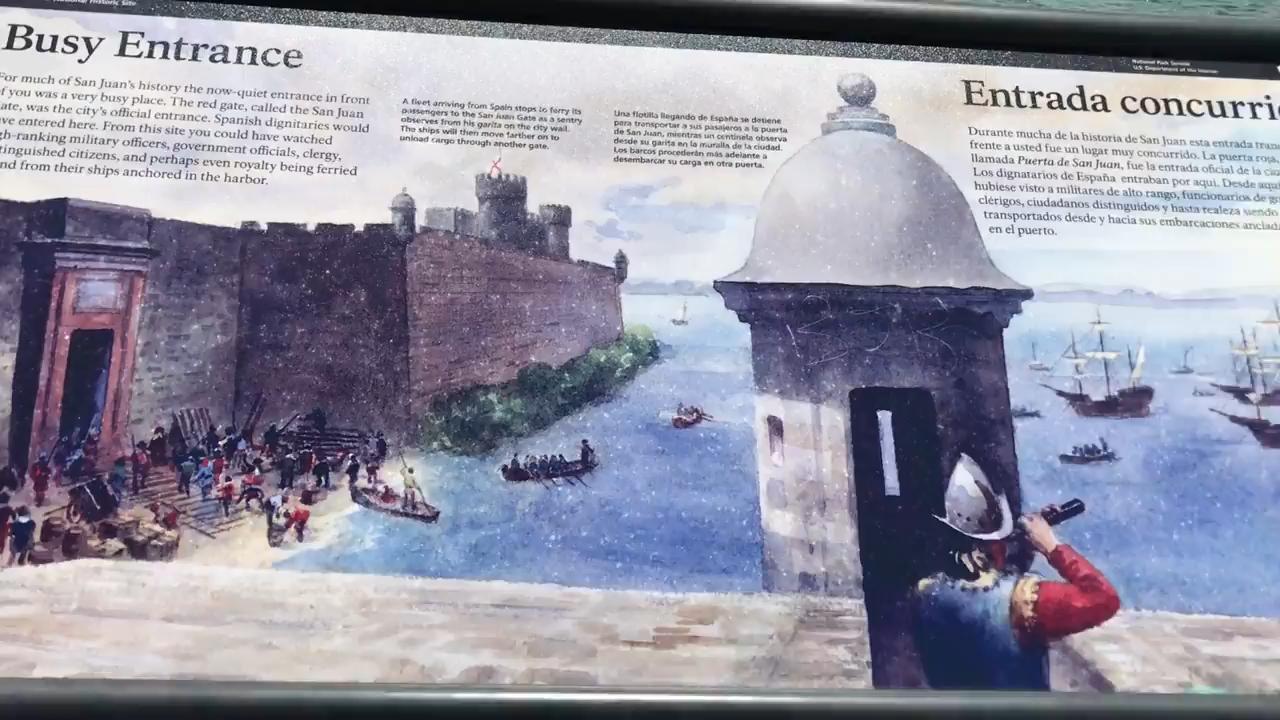 National Historic Site
Busy Entrance
For much of San Juan's history the now-quiet entrance in front
of you was a very busy place. The red gate, called the San Juan
ate, was the city's official entrance. Spanish dignitaries would
ve entered here. From this site you could have watched
gh-ranking military officers, government officials, clergy,
tinguished citizens, and perhaps even royalty being ferried
nd from their ships anchored in the harbor.
A fleet arriving from Spain stops to ferry its
passengers to the San Juan Gate as a sentry
observes from his garita on the city wall.
The ships will then move farther on to
unload cargo through another gate.
Una flotilla llegando de España se detiene
para transportar a sus pasajeros a la puerta
de San Juan, mientras un centinela observa
desde su garita en la muralla de la ciudad.
Los barcos procederán más adelante a
desembarcar su carga en otra puerta.
National Park Service
U.S. Department of the Interior
Entrada concurri
Durante mucha de la historia de San Juan esta entrada tran
frente a usted fue un lugar muy concurrido. La puerta roja,
llamada Puerta de San Juan, fue la entrada oficial de la ciu
Los dignatarios de España entraban por aquí. Desde aquí
hubiese visto a militares de alto rango, funcionarios de go
clérigos, ciudadanos distinguidos y hasta realeza siendo
transportados desde y hacia sus embarcaciones anclad
en el puerto.